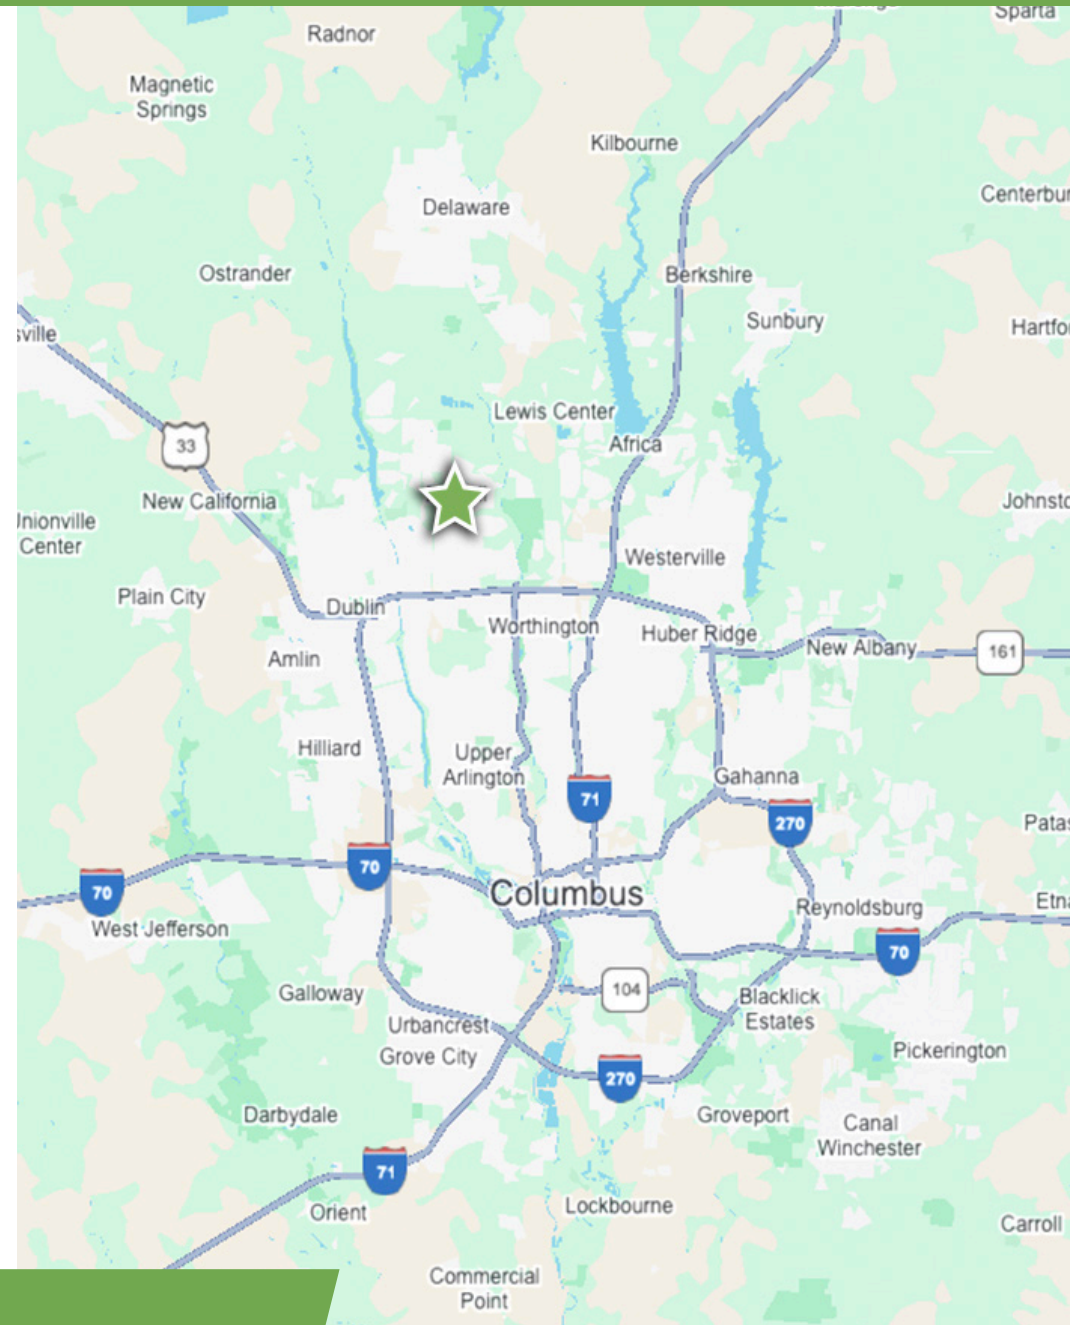 Sparta
Radnor
Magnetic
Springs
Kilbourne
Centerbur
Delaware
Ostrander
Berkshire
Sunbury
Hartfo
sville
Lewis Center
Africa
33
New California
Johnsto
Unionville
Center
Westerville
Plain City
Dublin
Worthington
Huber Ridge
New Albany
161
Amlin
Hilliard
Upper
Arlington
Gahanna
71
270
Patas
70
70
Columbus
Etna
Reynoldsburg
West Jefferson
70
Galloway
104
Blacklick
Estates
Urbancrest
Grove City
Pickerington
270
Darbydale
Groveport
Canal
Winchester
71
Orient
Lockbourne
Carroll
Commercial
Point